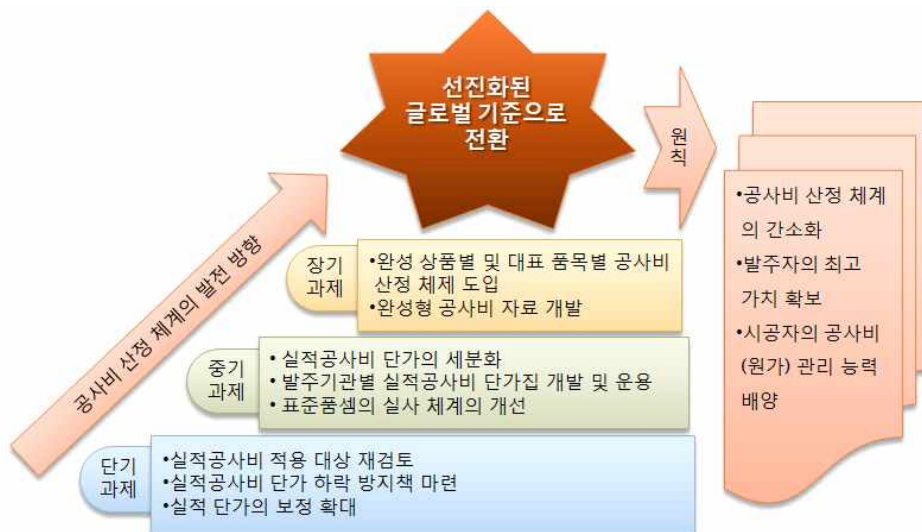 선진화된
글로벌 기준으로
전환
원칙
•공사비 산정 체계
의 간소화
•발주자의 최고
가치 확보
•시공자의 공사비
(원가) 관리 능력
배양
공사비 산정 체계의 발전 방향
장기
과제
•완성 상품별 및 대표 품목별 공사비
산정 체제 도입
•완성형 공사비 자료 개발
중기
과제
• 실적공사비 단가의 세분화
• 발주기관별 실적공사비 단가집 개발 및 운용
• 표준품셈의 실사 체계의 개선
단기
과제
•실적공사비 적용 대상 재검토
•실적공사비 단가 하락 방지책 마련
•실적 단가의 보정 확대